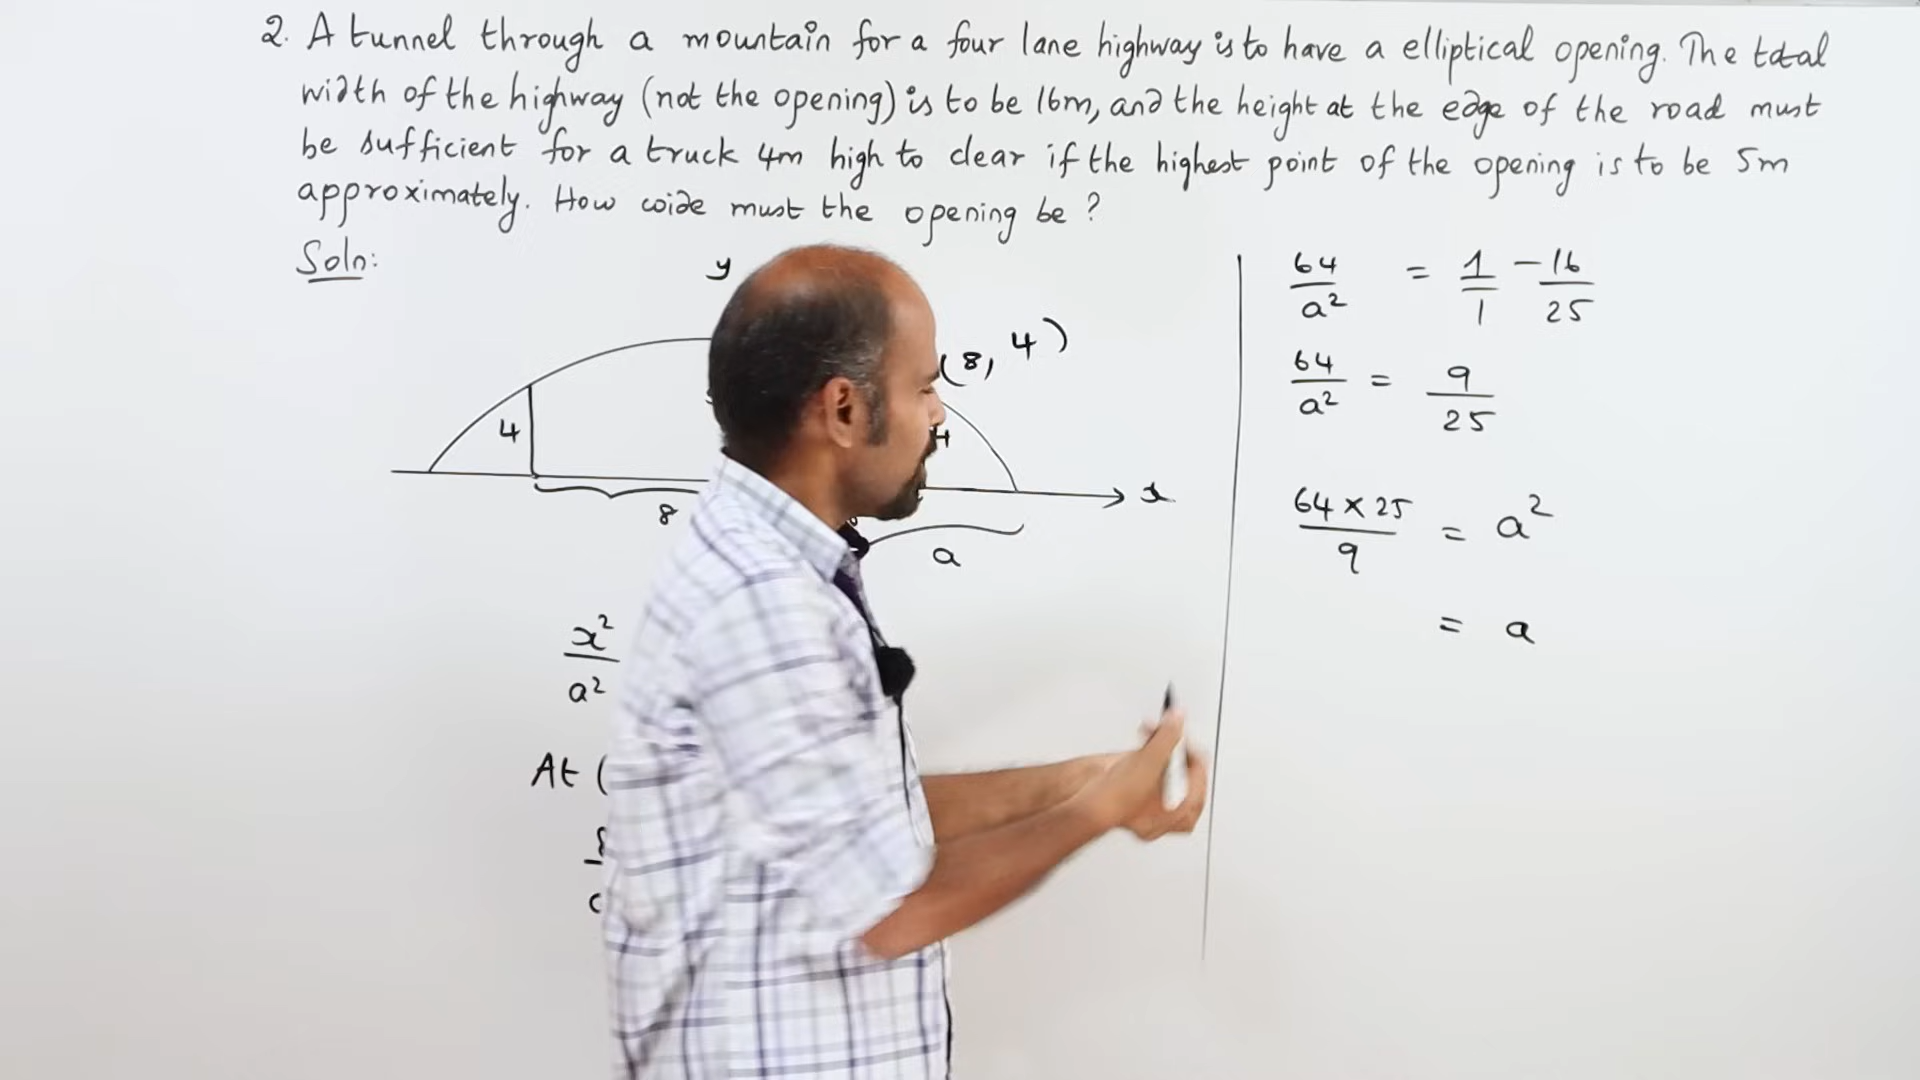 2. A tunnel through a mountain for a four lane highway is to have a elliptical opening. The total
width of the highway (not the opening) is to be 16m, and the height at the edge of the road must
be sufficient for a truck 4m high to clear if the highest point of the opening is to be 5m
approximately. How wide must the opening be ?
Soln:
y
(8, 4)
4
4
x
8
a
x²/a²
At (
64/a² = 1/1 - 16/25
64/a² = 9/25
64 × 25/9 = a²
= a